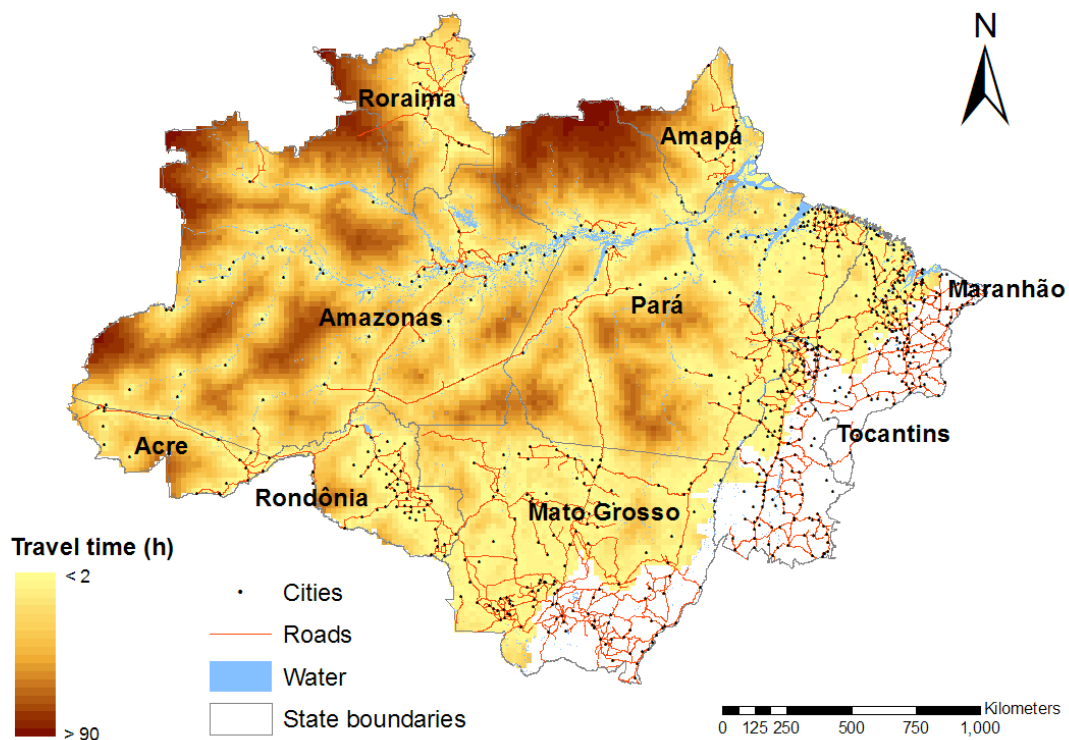 N
Roraima
Amapá
Maranhão
Pará
Amazonas
Tocantins
Acre
Rondônia
Mato Grosso
Travel time (h)
< 2
> 90
Cities
Roads
Water
State boundaries
Kilometers
0 125 250 500 750 1,000